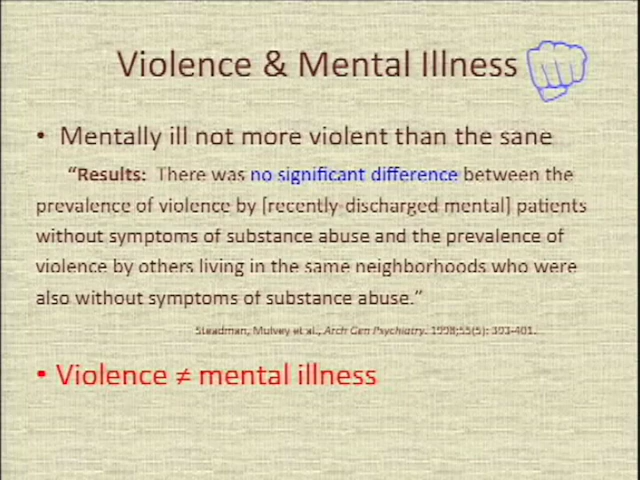 Violence & Mental Illness
• Mentally ill not more violent than the sane
“Results: There was no significant difference between the
prevalence of violence by [recently-discharged mental] patients
without symptoms of substance abuse and the prevalence of
violence by others living in the same neighborhoods who were
also without symptoms of substance abuse.”
Steadman, Mulvey et al., Arch Gen Psychiatry. 1998;55(5): 393-401.
• Violence ≠ mental illness